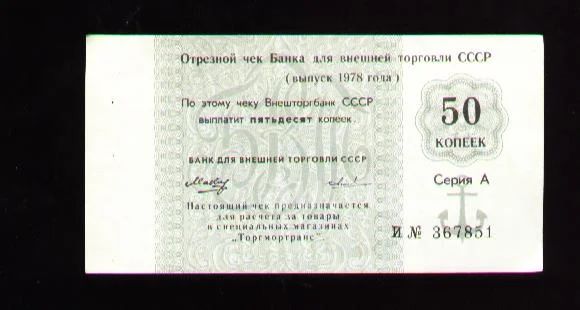 Отрезной чек Банка для внешней торговли СССР
(выпуск 1978 года)
По этому чеку Внешторгбанк СССР
выплатит пятьдесят копеек.
50
КОПЕЕК
БАНК ДЛЯ ВНЕШНЕЙ ТОРГОВЛИ СССР
Серия А
Настоящий чек предназначается
для расчета за товары
в специальных магазинах
„Торгмортранс".
И № 367851